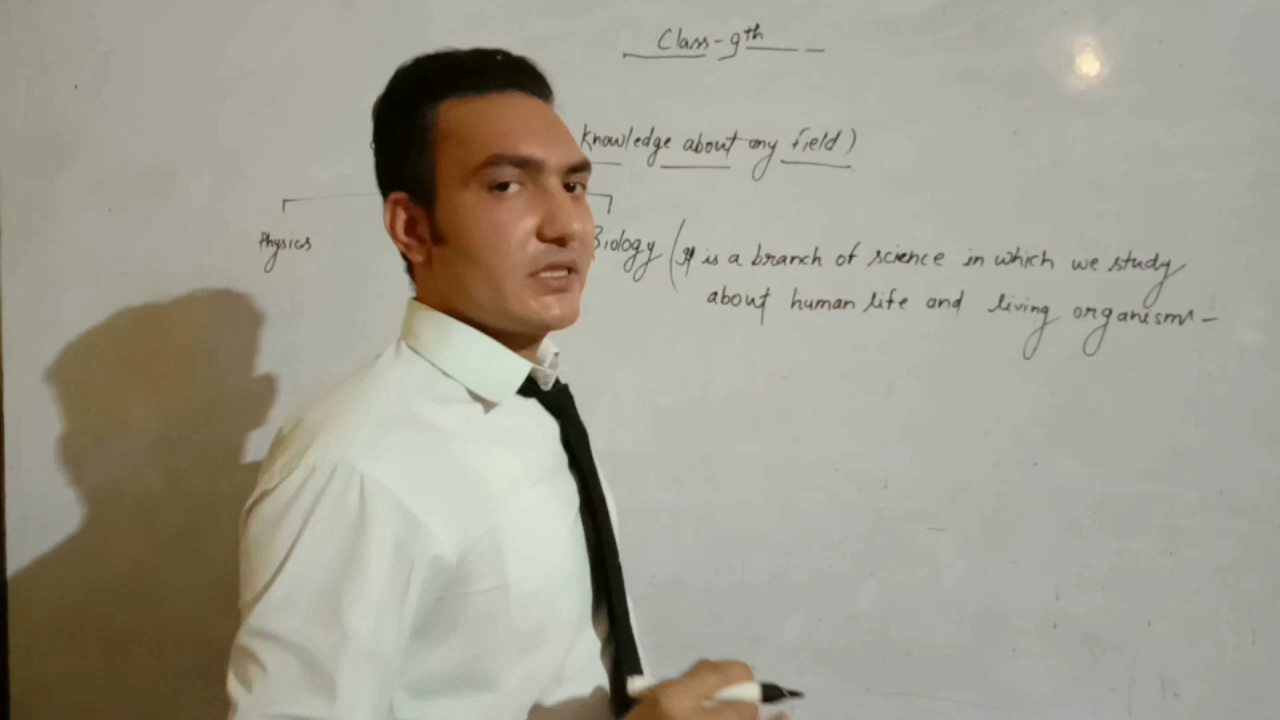 Class-9th
knowledge about any field)
Physics
Biology (It is a branch of science in which we study
about human life and living organisms-